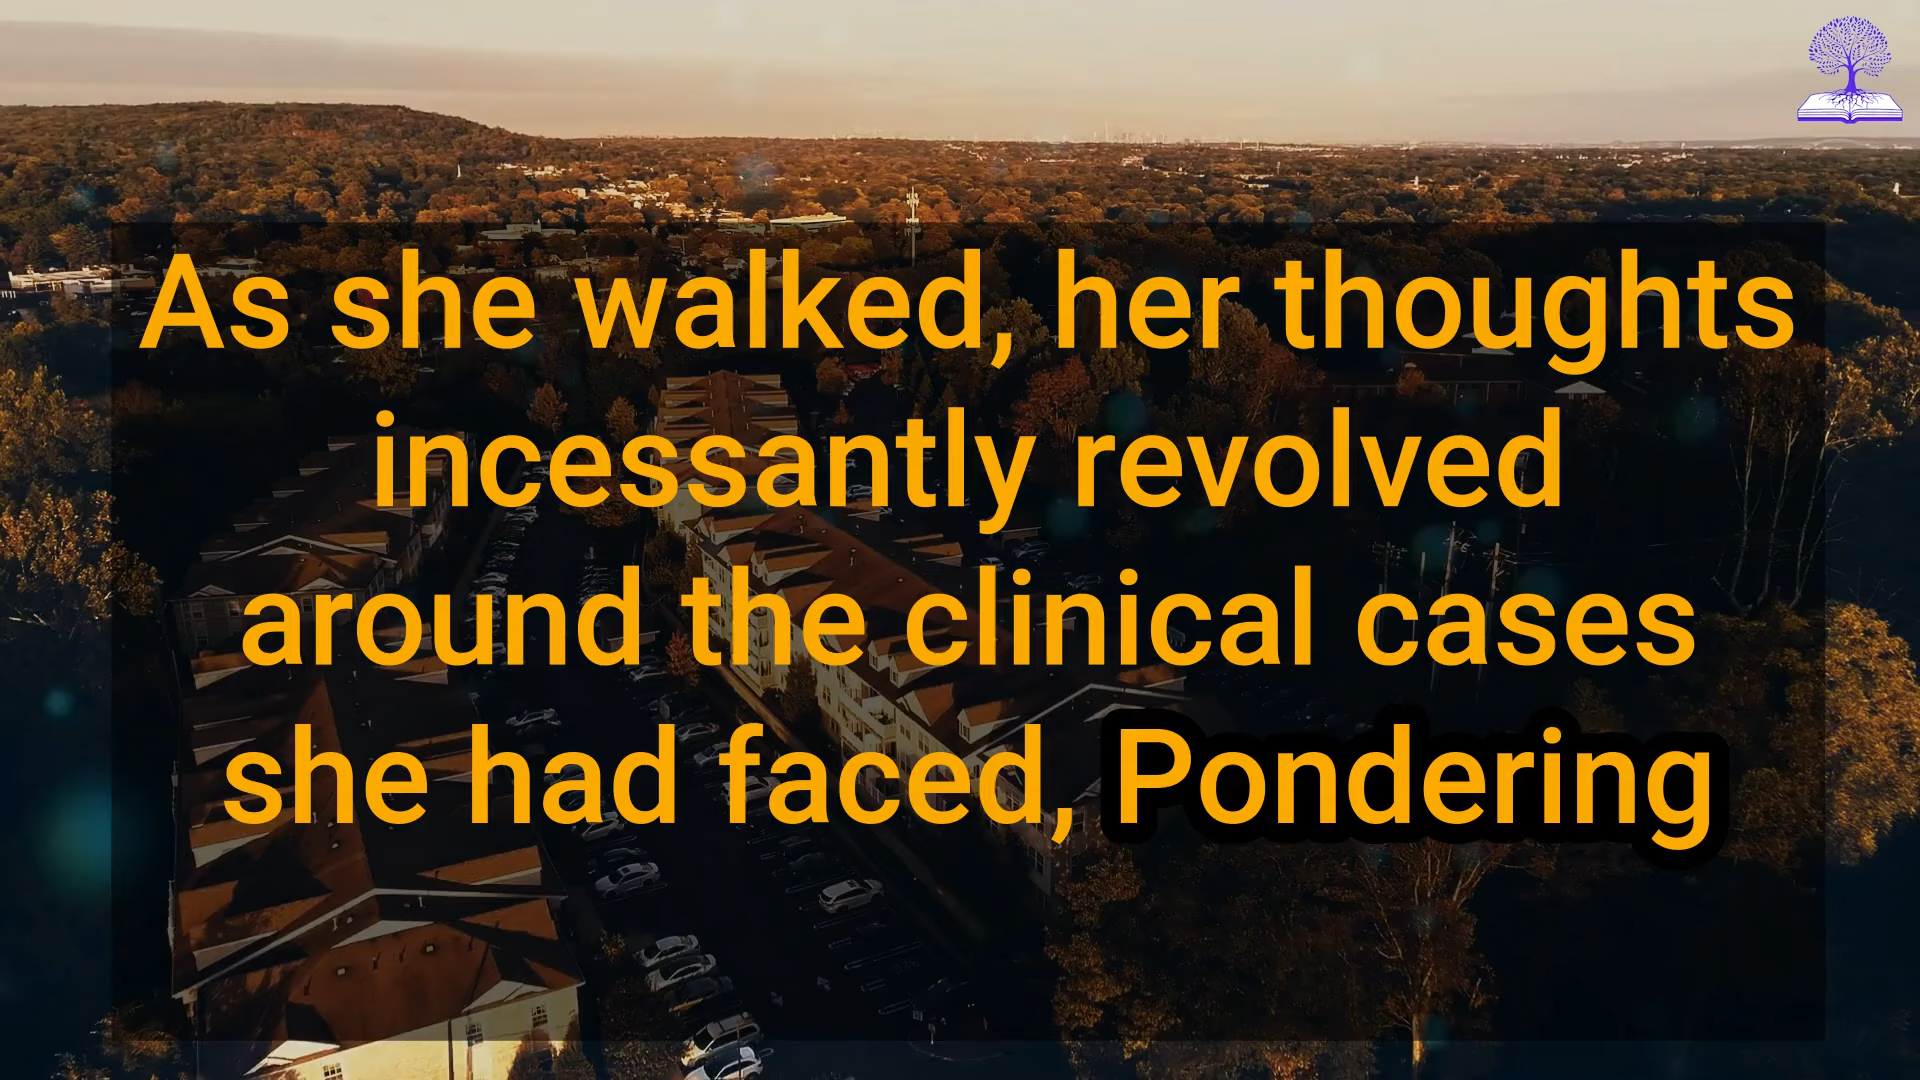 As she walked, her thoughts
incessantly revolved
around the clinical cases
she had faced, Pondering